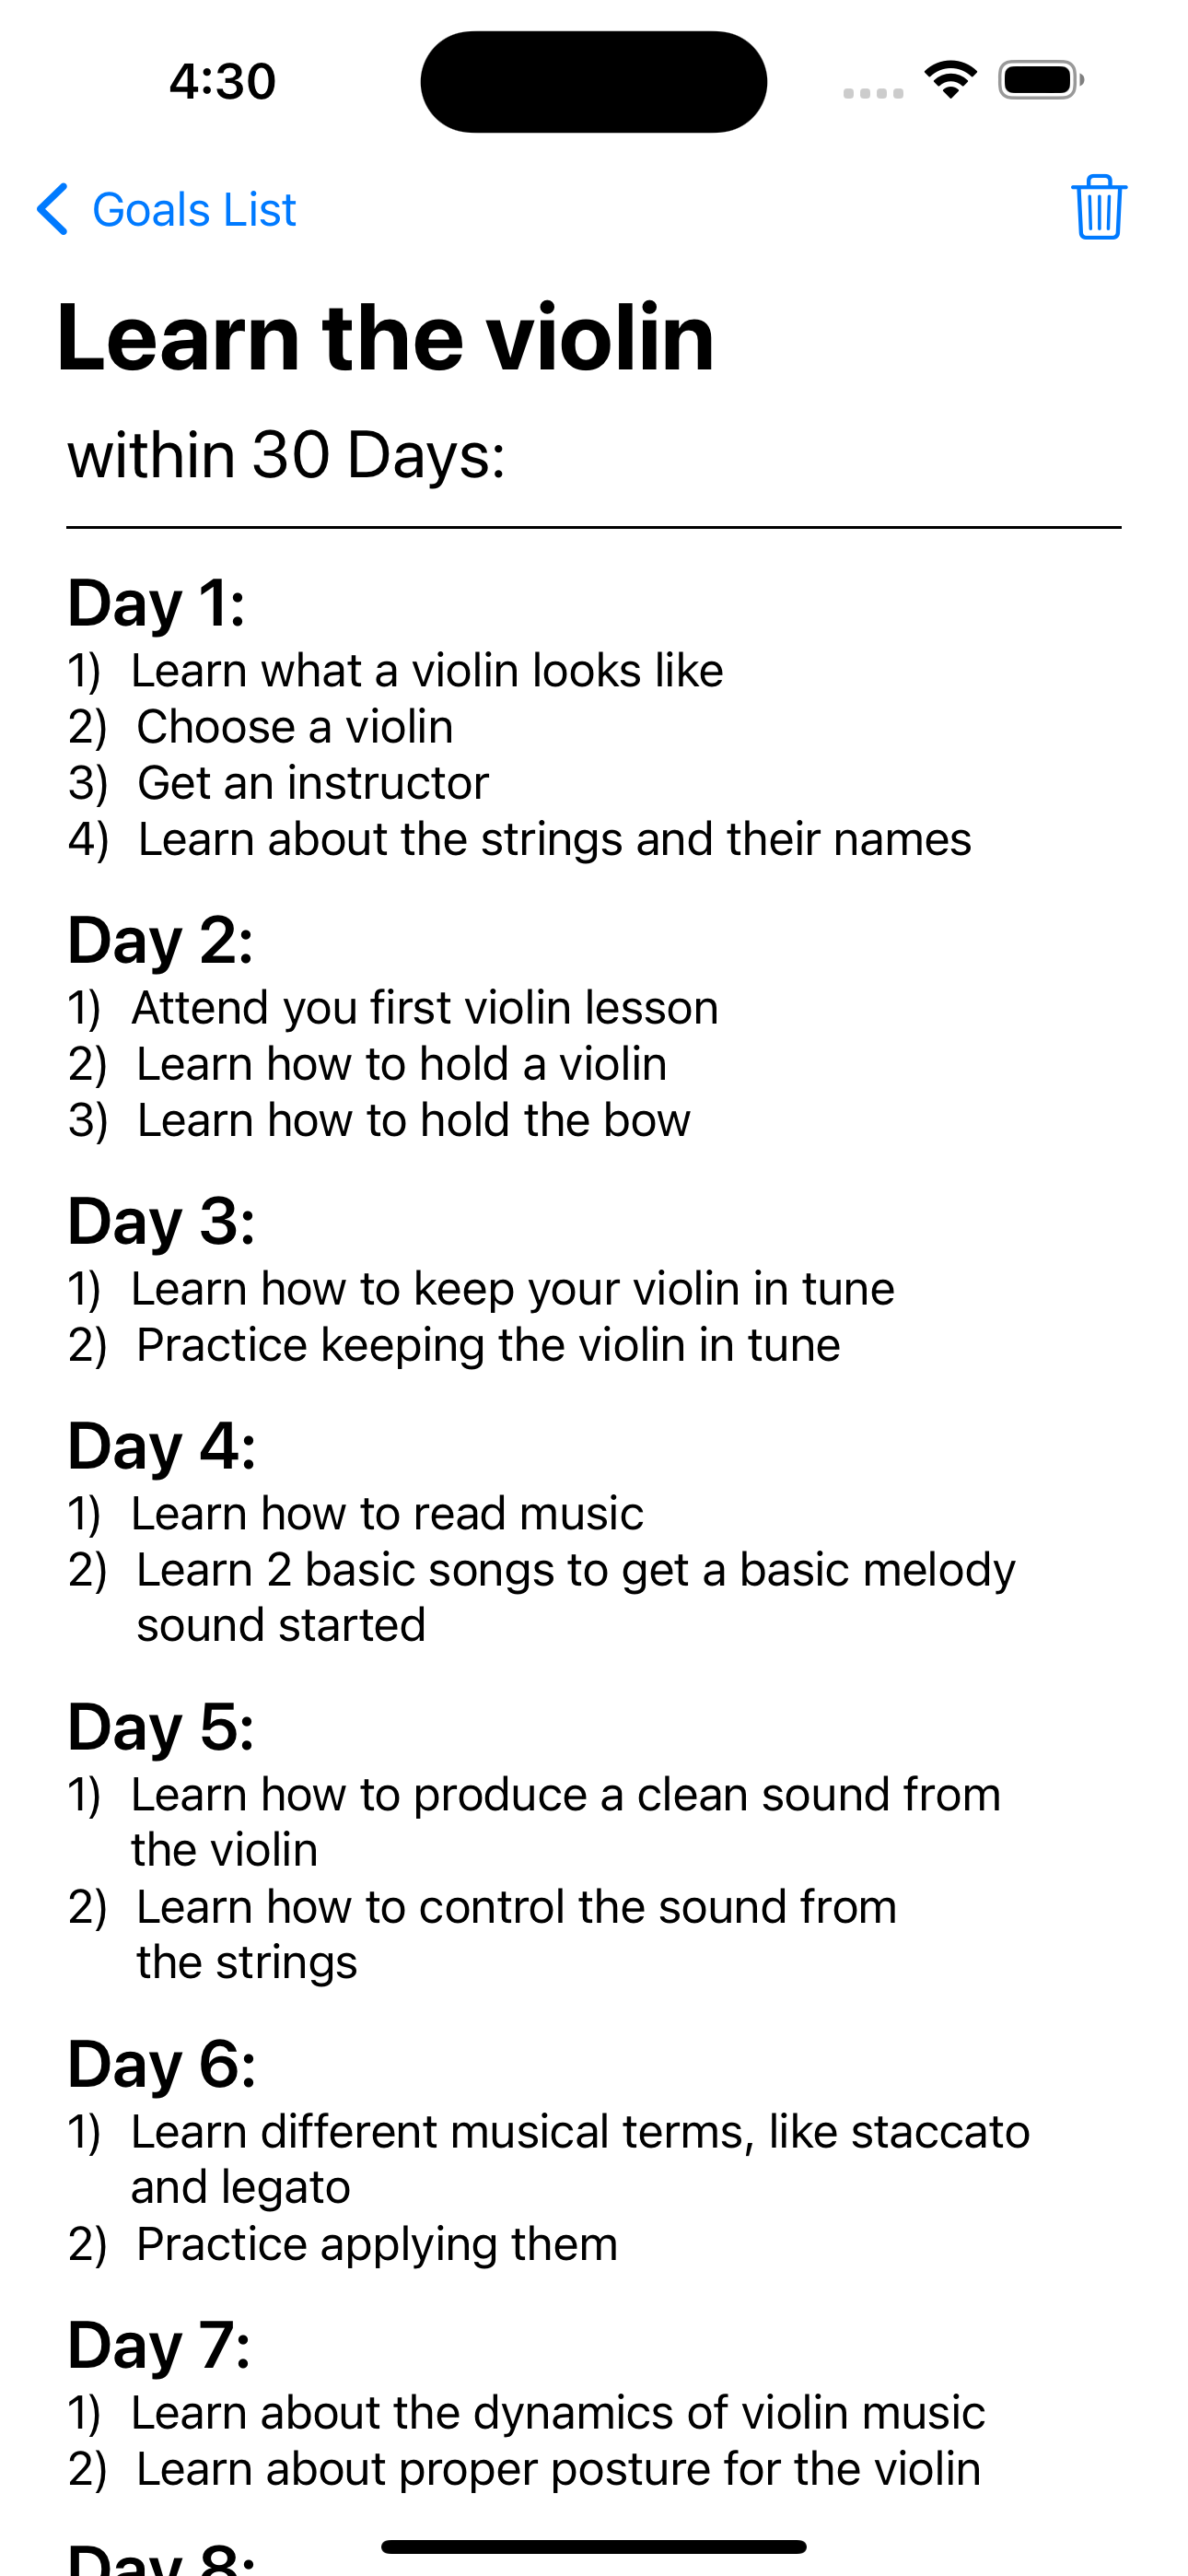 4:30
Goals List
Learn the violin
within 30 Days:
Day 1:
1) Learn what a violin looks like
2) Choose a violin
3) Get an instructor
4) Learn about the strings and their names
Day 2:
1) Attend you first violin lesson
2) Learn how to hold a violin
3) Learn how to hold the bow
Day 3:
1) Learn how to keep your violin in tune
2) Practice keeping the violin in tune
Day 4:
1) Learn how to read music
2) Learn 2 basic songs to get a basic melody
sound started
Day 5:
1) Learn how to produce a clean sound from
the violin
2) Learn how to control the sound from
the strings
Day 6:
1) Learn different musical terms, like staccato
and legato
2) Practice applying them
Day 7:
1) Learn about the dynamics of violin music
2) Learn about proper posture for the violin
Day 8: